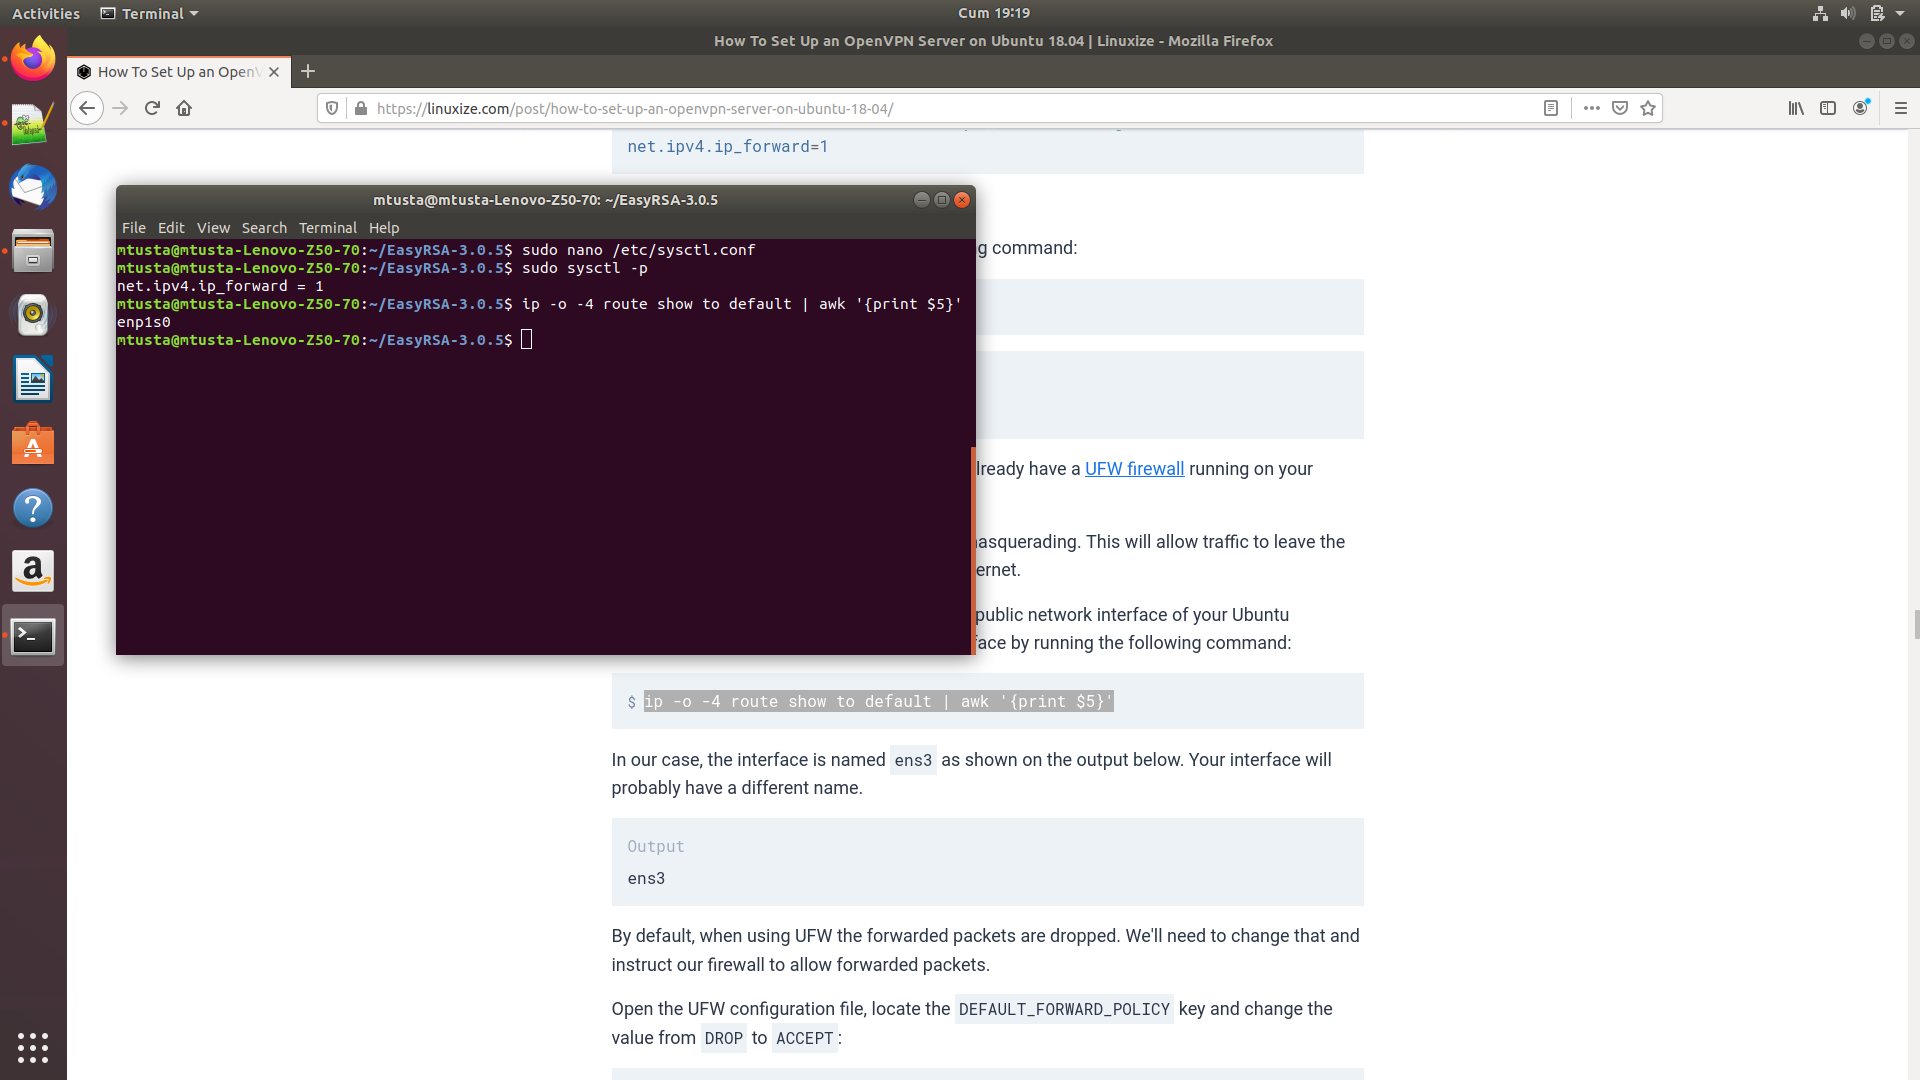 Activities
Terminal
Cum 19:19
How To Set Up an OpenVPN Server on Ubuntu 18.04 | Linuxize - Mozilla Firefox
How To Set Up an OpenV
https://linuxize.com/post/how-to-set-up-an-openvpn-server-on-ubuntu-18-04/
net.ipv4.ip_forward=1
mtusta@mtusta-Lenovo-Z50-70: ~/EasyRSA-3.0.5
File Edit View Search Terminal Help
mtusta@mtusta-Lenovo-Z50-70:~/EasyRSA-3.0.5$ sudo nano /etc/sysctl.conf
mtusta@mtusta-Lenovo-Z50-70:~/EasyRSA-3.0.5$ sudo sysctl -p
net.ipv4.ip_forward = 1
mtusta@mtusta-Lenovo-Z50-70:~/EasyRSA-3.0.5$ ip -o -4 route show to default | awk '{print $5}'
enp1s0
mtusta@mtusta-Lenovo-Z50-70:~/EasyRSA-3.0.5$
g command:
lready have a UFW firewall running on your
asquerading. This will allow traffic to leave the
ernet.
public network interface of your Ubuntu
face by running the following command:
$ ip -o -4 route show to default | awk '{print $5}'
In our case, the interface is named ens3 as shown on the output below. Your interface will
probably have a different name.
Output
ens3
By default, when using UFW the forwarded packets are dropped. We'll need to change that and
instruct our firewall to allow forwarded packets.
Open the UFW configuration file, locate the DEFAULT_FORWARD_POLICY key and change the
value from DROP to ACCEPT: